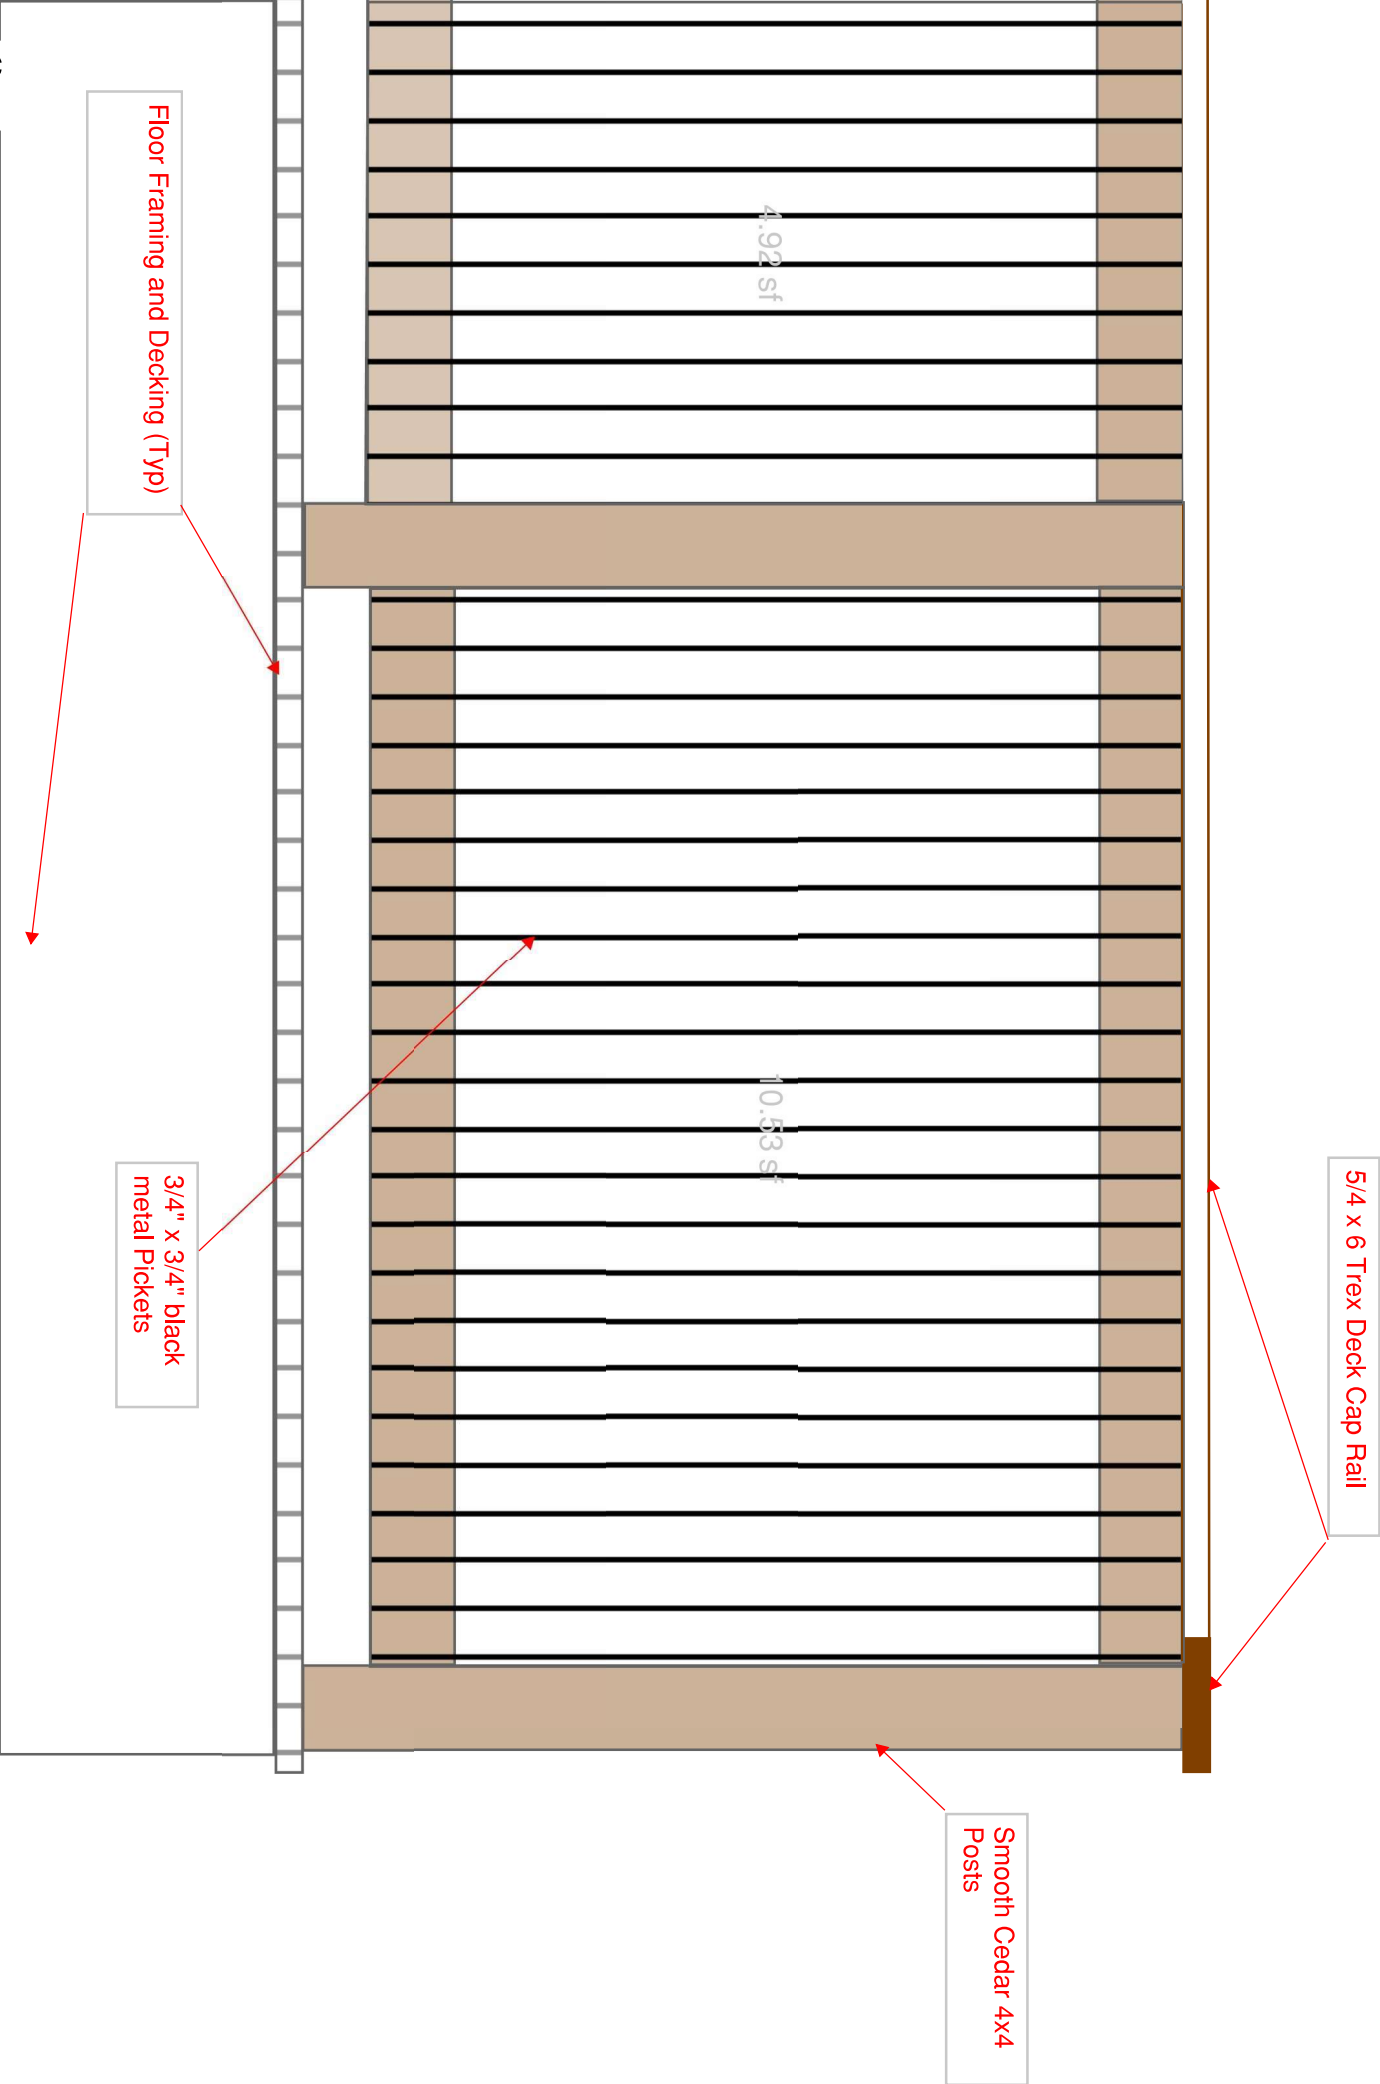 5/4 x 6 Trex Deck Cap Rail
Smooth Cedar 4x4
Posts
4.92 sf
10.53 sf
3/4" x 3/4" black
metal Pickets
Floor Framing and Decking (Typ)